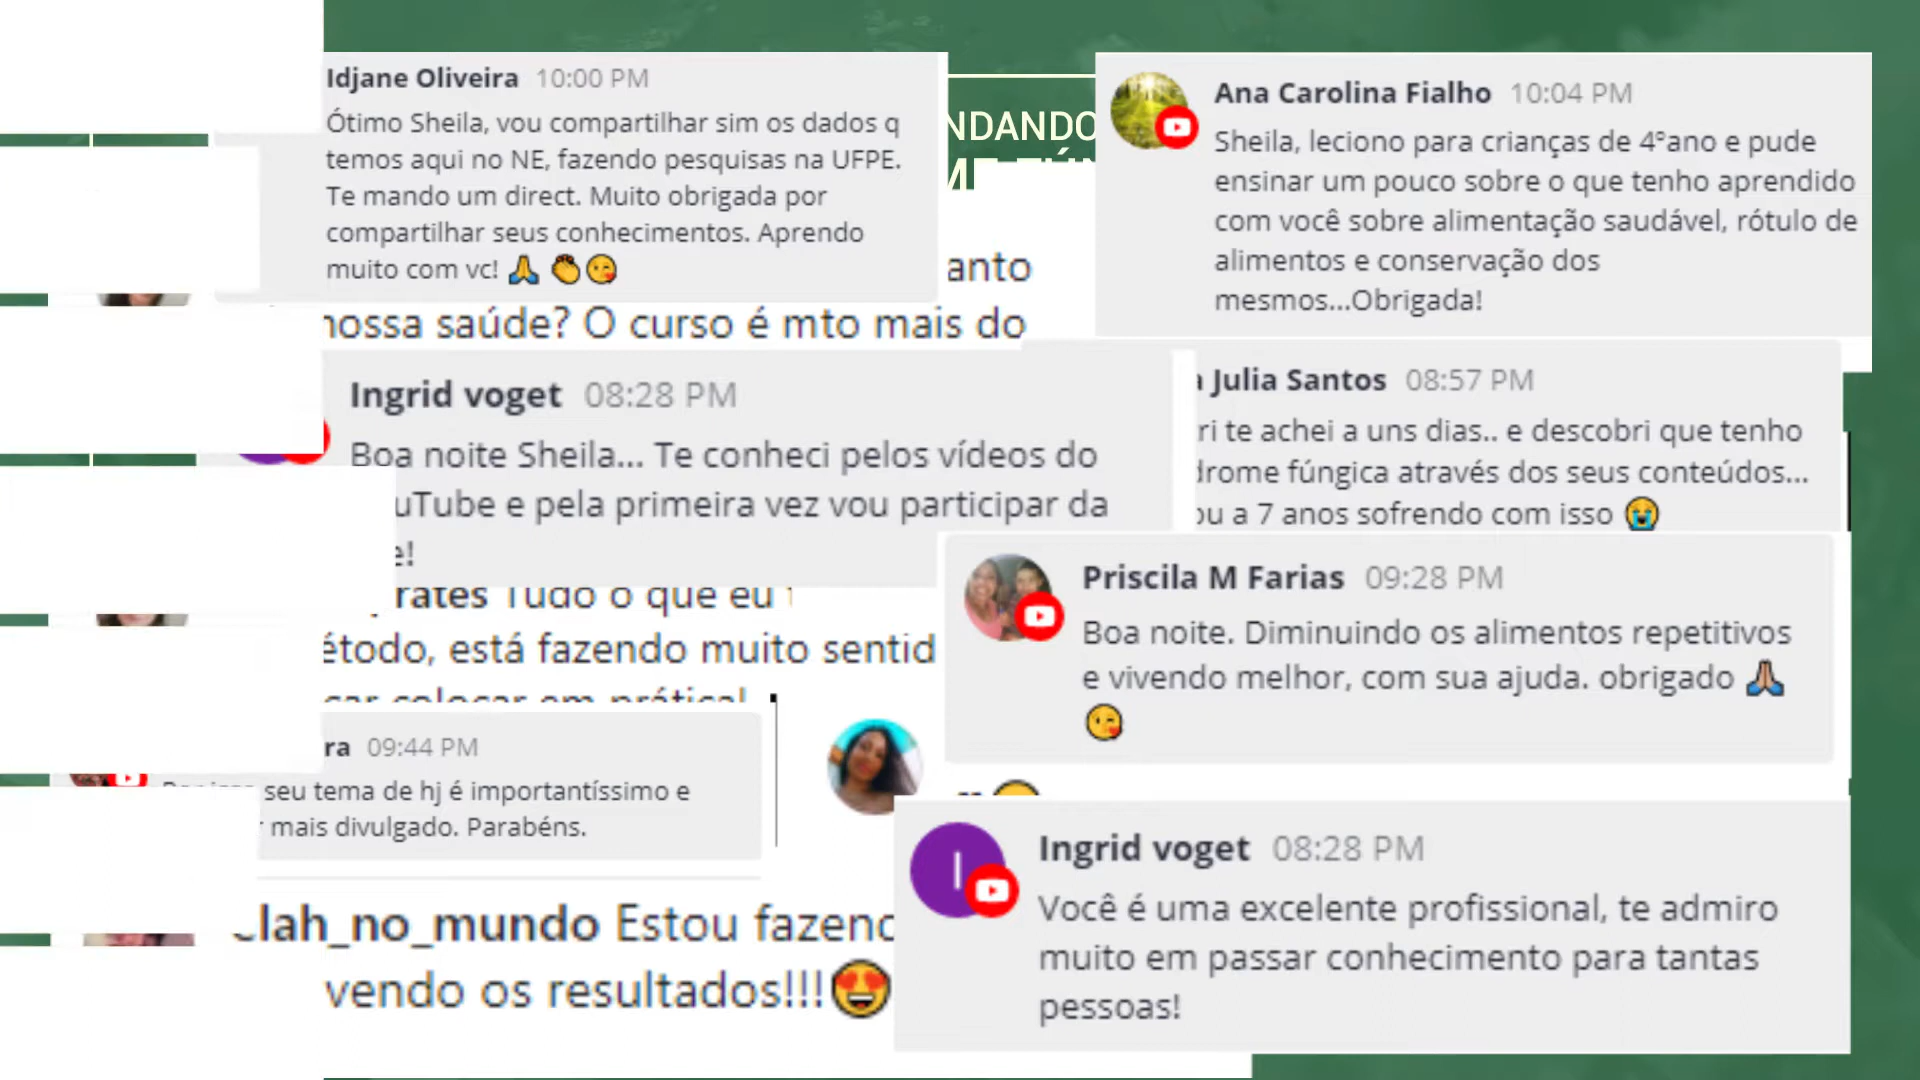 Idjane Oliveira 10:00 PM
Ótimo Sheila, vou compartilhar sim os dados q
temos aqui no NE, fazendo pesquisas na UFPE.
Te mando um direct. Muito obrigada por
compartilhar seus conhecimentos. Aprendo
muito com vc! 🙏 👏😘
NDANDO
Ana Carolina Fialho 10:04 PM
Sheila, leciono para crianças de 4ºano e pude
ensinar um pouco sobre o que tenho aprendido
com você sobre alimentação saudável, rótulo de
alimentos e conservação dos
mesmos...Obrigada!
anto
nossa saúde? O curso é mto mais do
Ingrid voget 08:28 PM
Boa noite Sheila... Te conheci pelos vídeos do
uTube e pela primeira vez vou participar da
e!
Julia Santos 08:57 PM
ri te achei a uns dias.. e descobri que tenho
drome fúngica através dos seus conteúdos...
ou a 7 anos sofrendo com isso 😭
rates Tudo o que eu
étodo, está fazendo muito sentid
car colocar em prática!
Priscila M Farias 09:28 PM
Boa noite. Diminuindo os alimentos repetitivos
e vivendo melhor, com sua ajuda. obrigado 🙏🏽
😘
ra 09:44 PM
seu tema de hj é importantíssimo e
mais divulgado. Parabéns.
lah_no_mundo Estou fazend
vendo os resultados!!!😍
I
Ingrid voget 08:28 PM
Você é uma excelente profissional, te admiro
muito em passar conhecimento para tantas
pessoas!